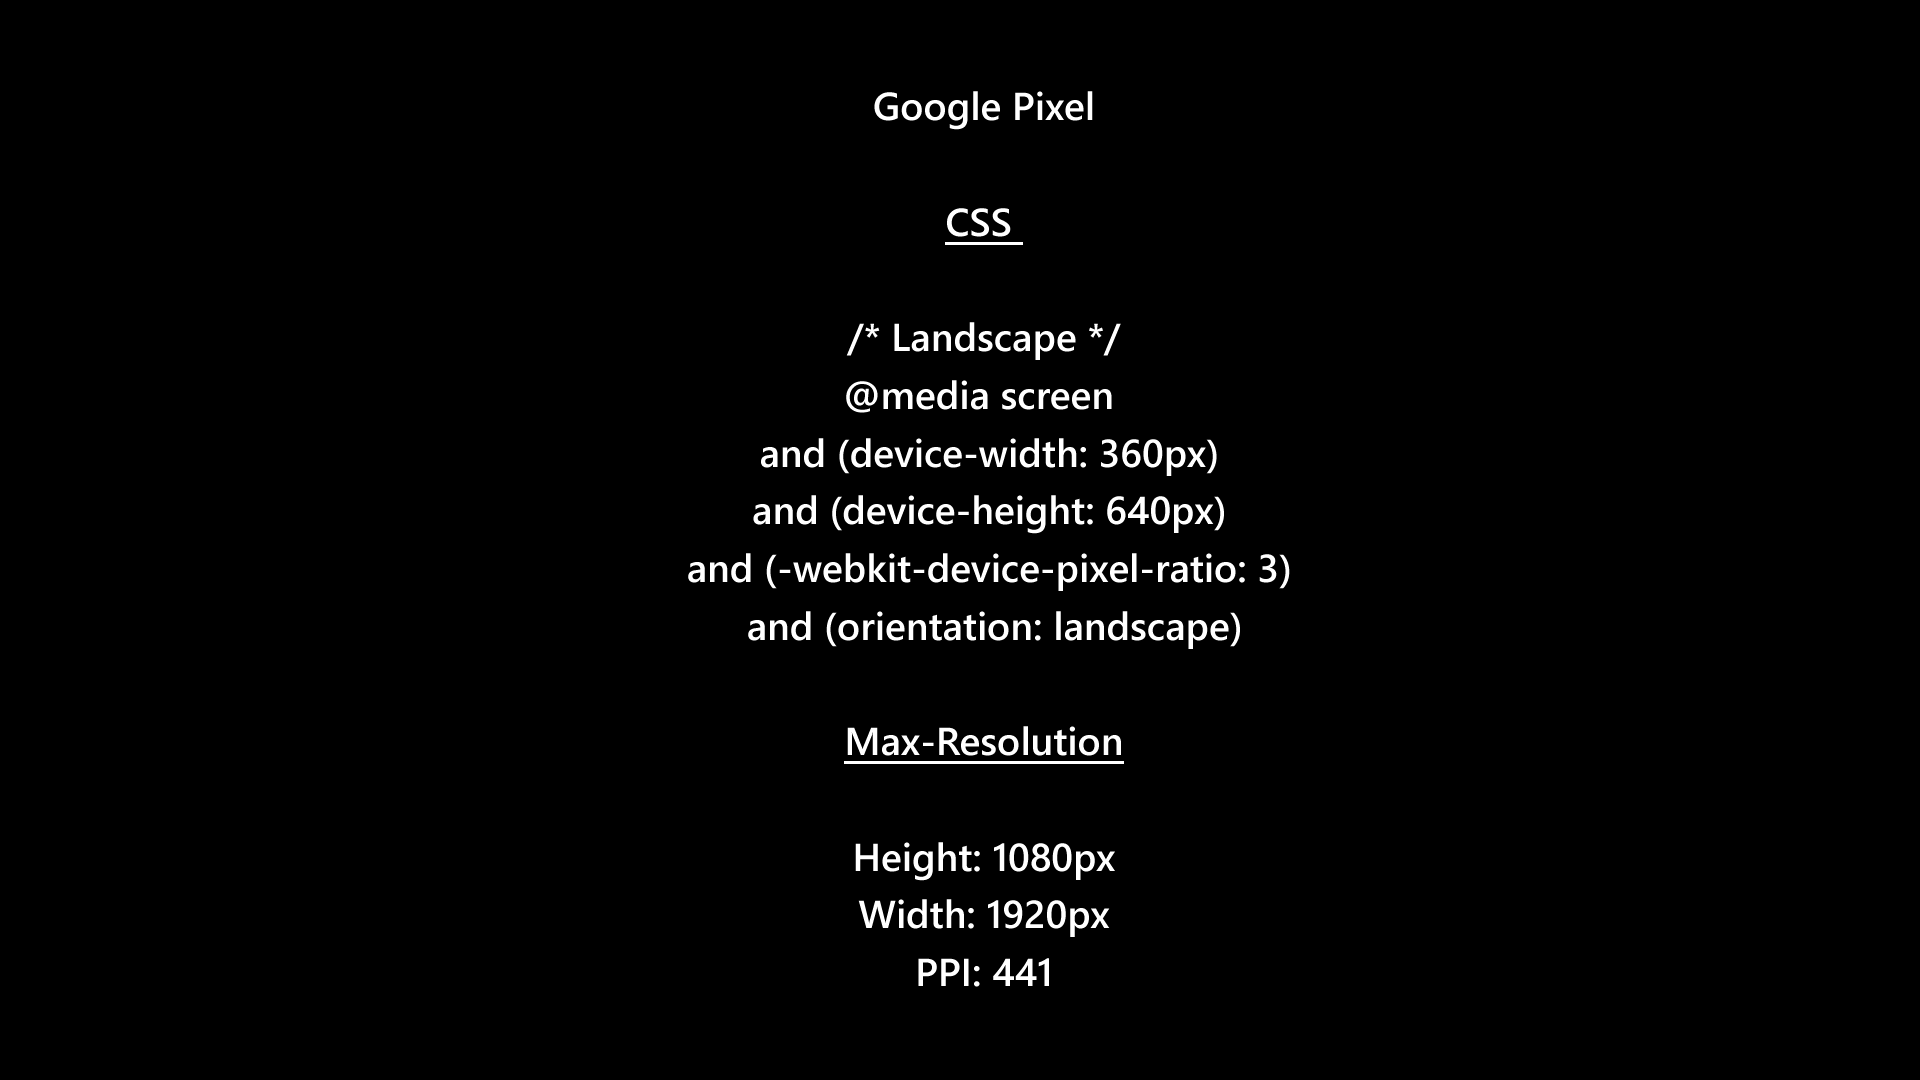 Google Pixel
CSS
/* Landscape */
@media screen
and (device-width: 360px)
and (device-height: 640px)
and (-webkit-device-pixel-ratio: 3)
and (orientation: landscape)
Max-Resolution
Height: 1080px
Width: 1920px
PPI: 441